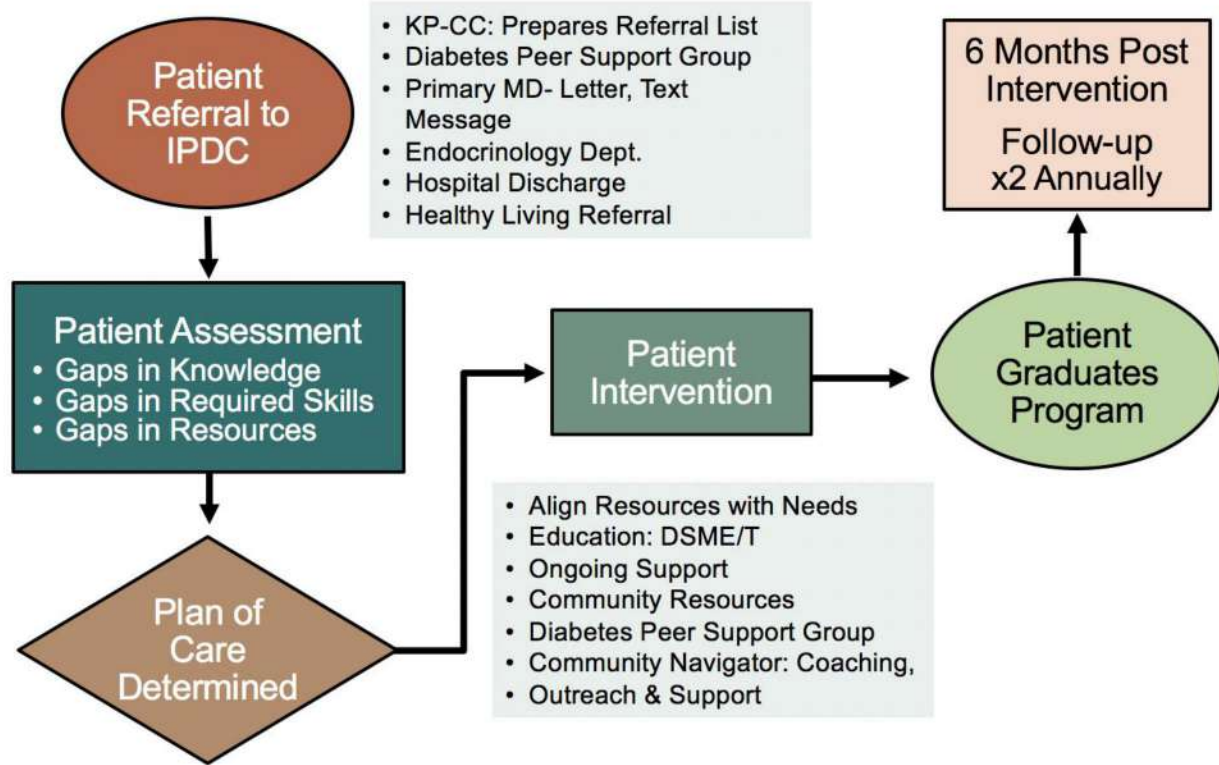 Patient
Referral to
IPDC
• KP-CC: Prepares Referral List
• Diabetes Peer Support Group
• Primary MD- Letter, Text
Message
• Endocrinology Dept.
• Hospital Discharge
• Healthy Living Referral
6 Months Post
Intervention
Follow-up
x2 Annually
Patient Assessment
• Gaps in Knowledge
• Gaps in Required Skills
• Gaps in Resources
Patient
Intervention
Patient
Graduates
Program
Plan of
Care
Determined
• Align Resources with Needs
• Education: DSME/T
• Ongoing Support
• Community Resources
• Diabetes Peer Support Group
• Community Navigator: Coaching,
• Outreach & Support